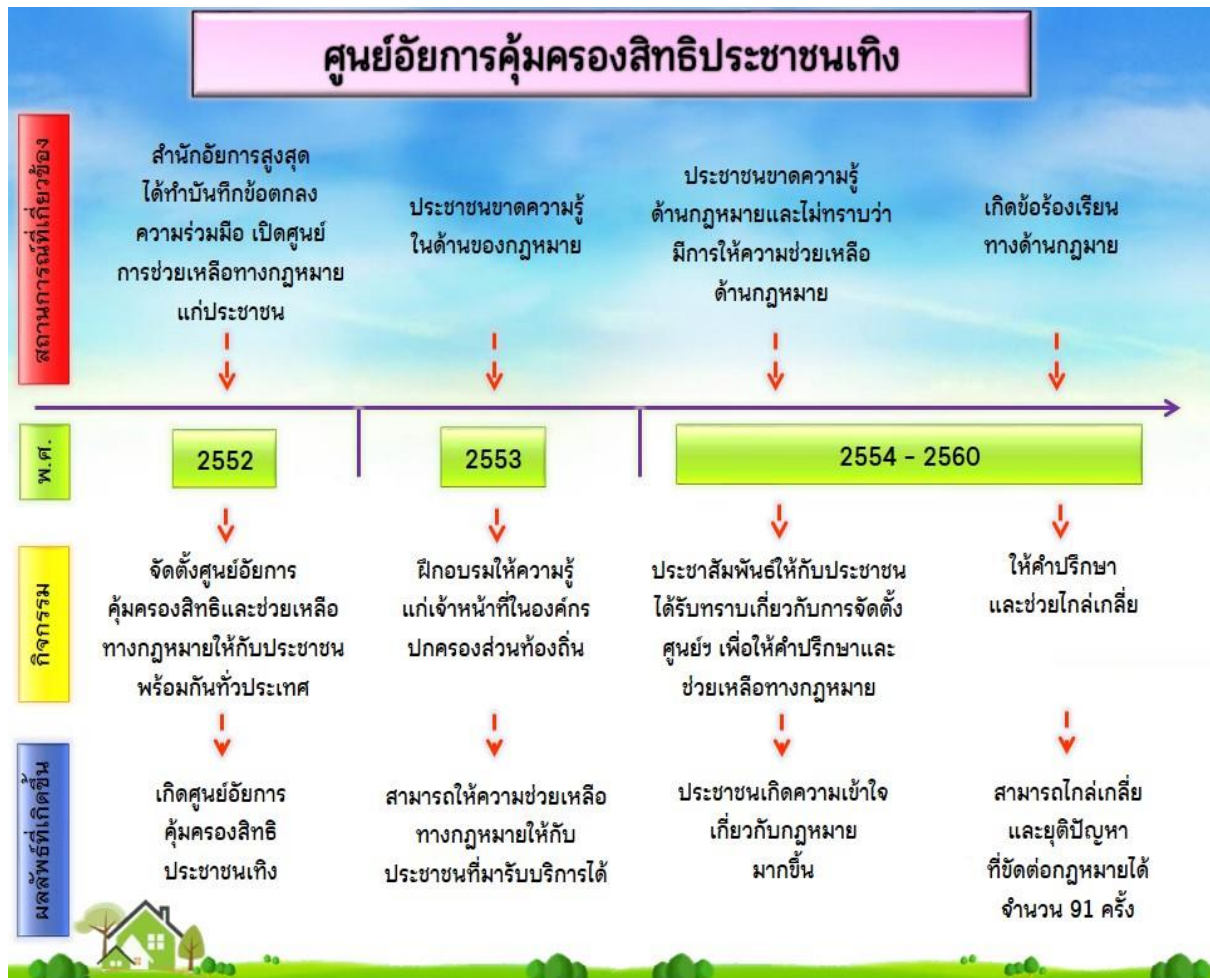 ศูนย์อัยการคุ้มครองสิทธิประชาชนเทิง
สถานการณ์ที่เกี่ยวข้อง
สำนักอัยการสูงสุด
ได้ทำบันทึกข้อตกลง
ความร่วมมือ เปิดศูนย์
การช่วยเหลือทางกฎหมาย
แก่ประชาชน
ประชาชนขาดความรู้
ในด้านของกฎหมาย
ประชาชนขาดความรู้
ด้านกฎหมายและไม่ทราบว่า
มีการให้ความช่วยเหลือ
ด้านกฎหมาย
เกิดข้อร้องเรียน
ทางด้านกฎมาย
พ.ศ.
2552
2553
2554 - 2560
กิจกรรม
จัดตั้งศูนย์อัยการ
คุ้มครองสิทธิและช่วยเหลือ
ทางกฎหมายให้กับประชาชน
พร้อมกันทั่วประเทศ
ฝึกอบรมให้ความรู้
แก่เจ้าหน้าที่ในองค์กร
ปกครองส่วนท้องถิ่น
ประชาสัมพันธ์ให้กับประชาชน
ได้รับทราบเกี่ยวกับการจัดตั้ง
ศูนย์ฯ เพื่อให้คำปรึกษาและ
ช่วยเหลือทางกฎหมาย
ให้คำปรึกษา
และช่วยไกล่เกลี่ย
ผลลัพธ์ที่เกิดขึ้น
เกิดศูนย์อัยการ
คุ้มครองสิทธิ
ประชาชนเทิง
สามารถให้ความช่วยเหลือ
ทางกฎหมายให้กับ
ประชาชนที่มารับบริการได้
ประชาชนเกิดความเข้าใจ
เกี่ยวกับกฎหมาย
มากขึ้น
สามารถไกล่เกลี่ย
และยุติปัญหา
ที่ขัดต่อกฎหมายได้
จำนวน 91 ครั้ง